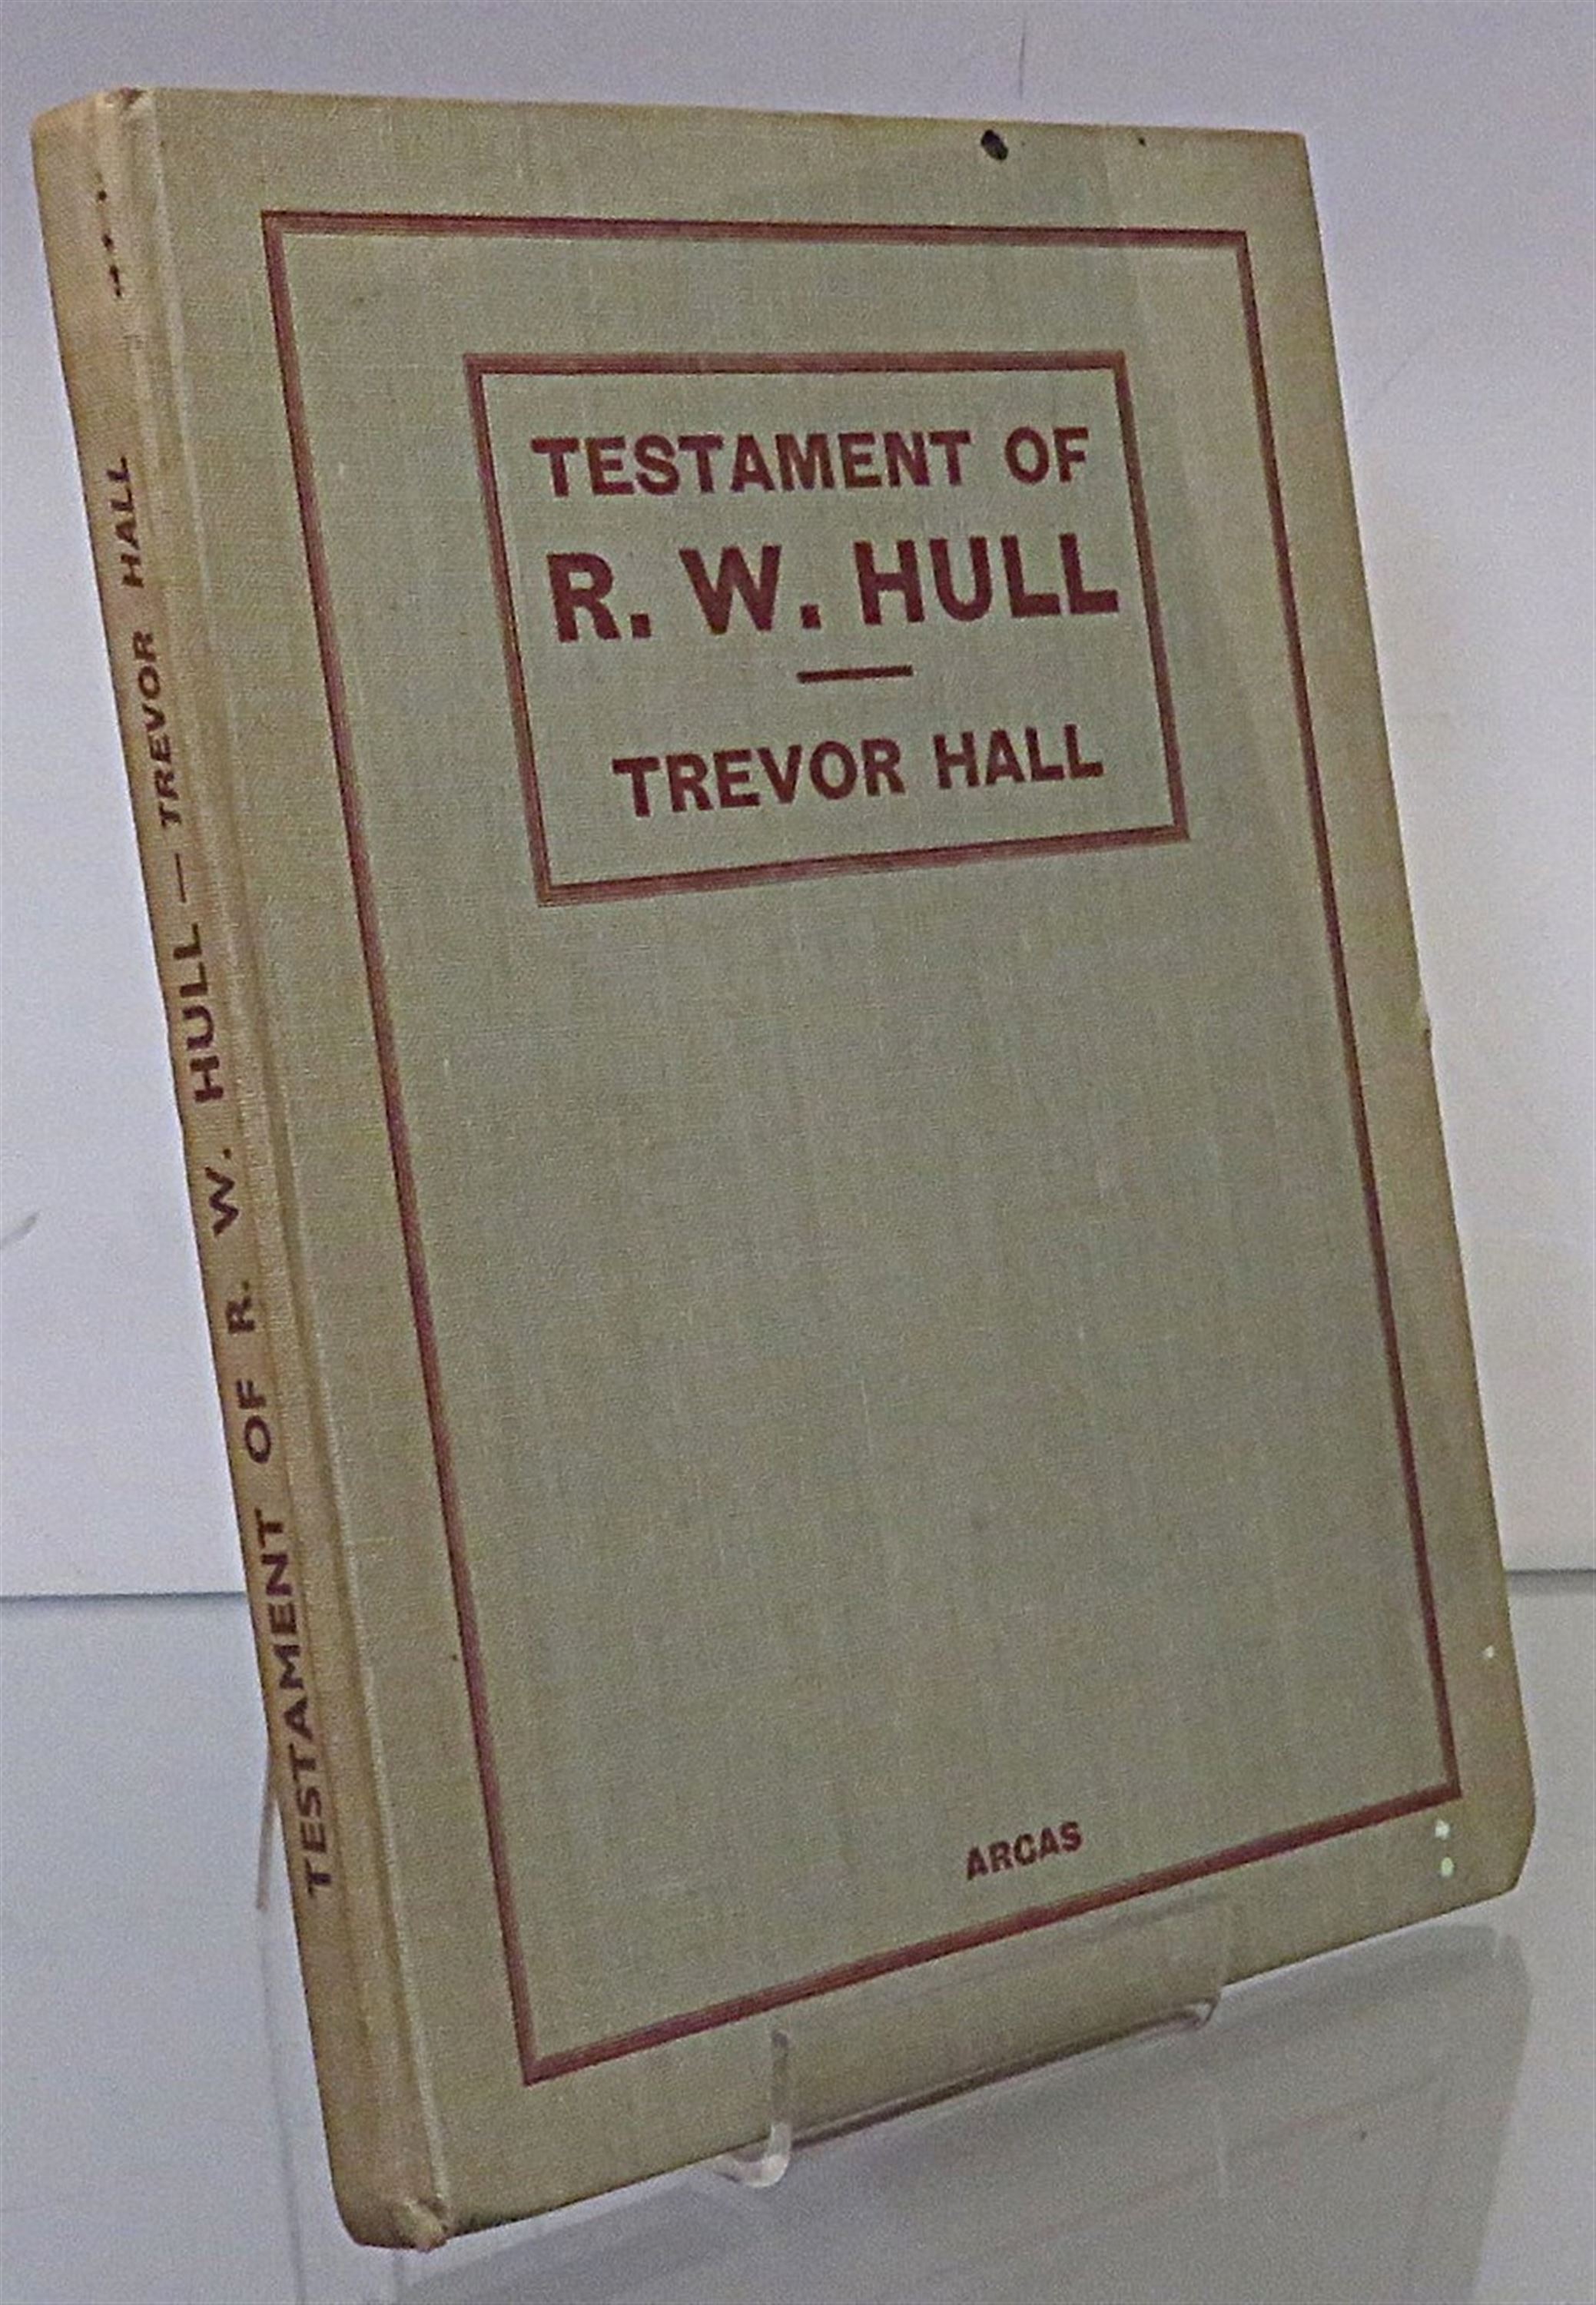 TESTAMENT OF R. W. HULL — TREVOR HALL
TESTAMENT OF
R. W. HULL
—
TREVOR HALL
ARCAS